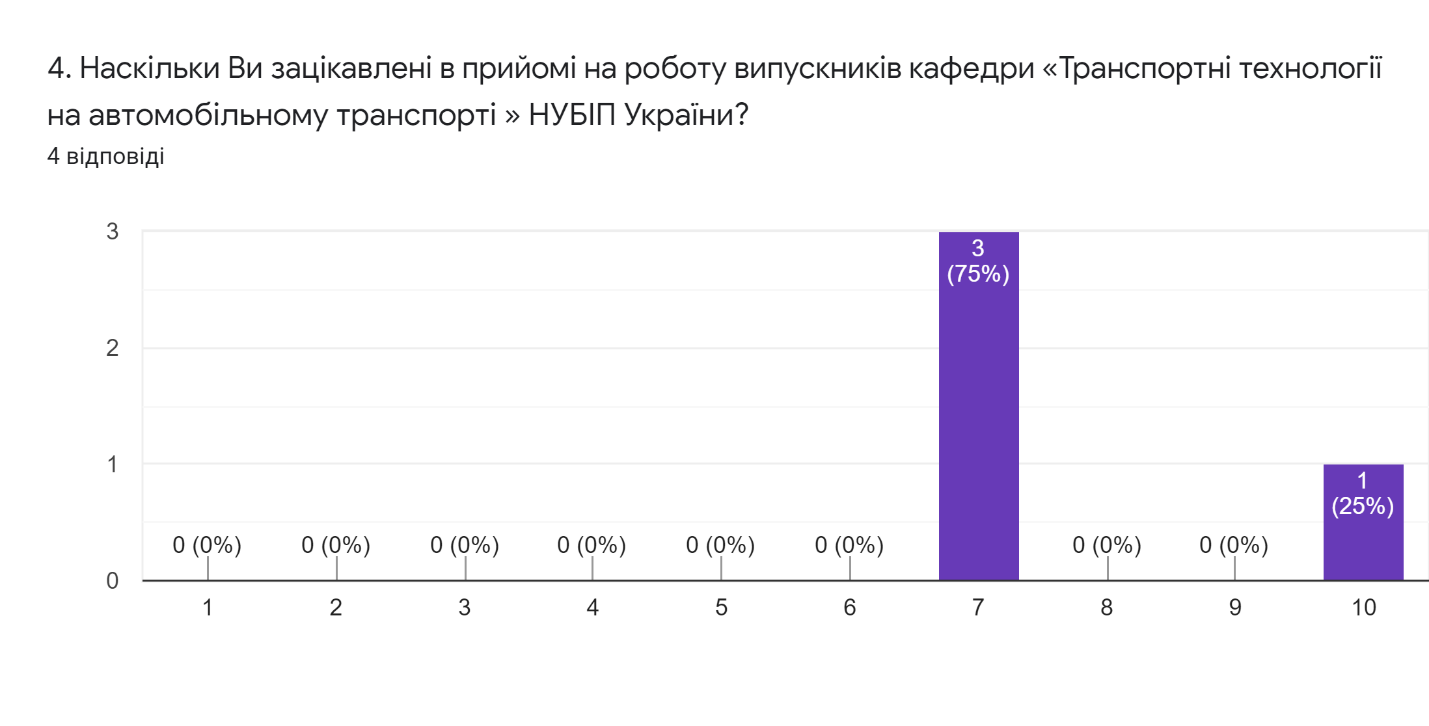 4. Наскільки Ви зацікавлені в прийомі на роботу випускників кафедри «Транспортні технології
на автомобільному транспорті » НУБІП України?
4 відповіді
3
2
1
0
3
(75%)
1
(25%)
0 (0%) 0 (0%) 0 (0%) 0 (0%) 0 (0%) 0 (0%) 0 (0%) 0 (0%)
1 2 3 4 5 6 7 8 9 10